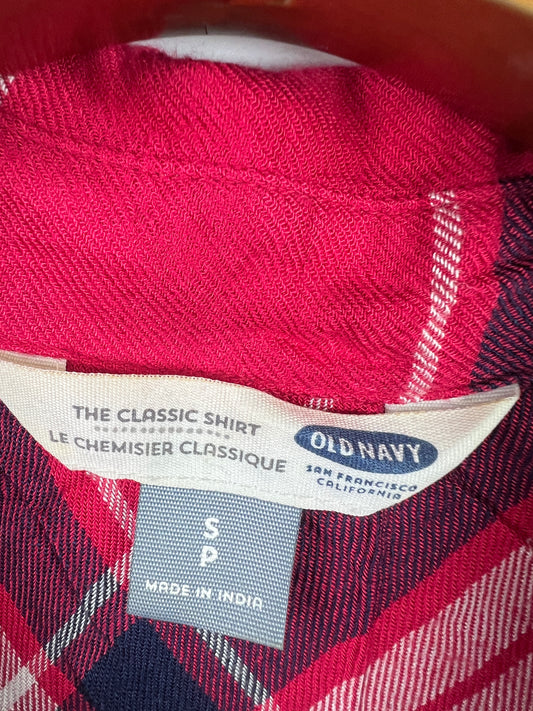 THE CLASSIC SHIRT
LE CHEMISIER CLASSIQUE
OLD NAVY
SAN FRANCISCO
CALIFORNIA
S
P
MADE IN INDIA